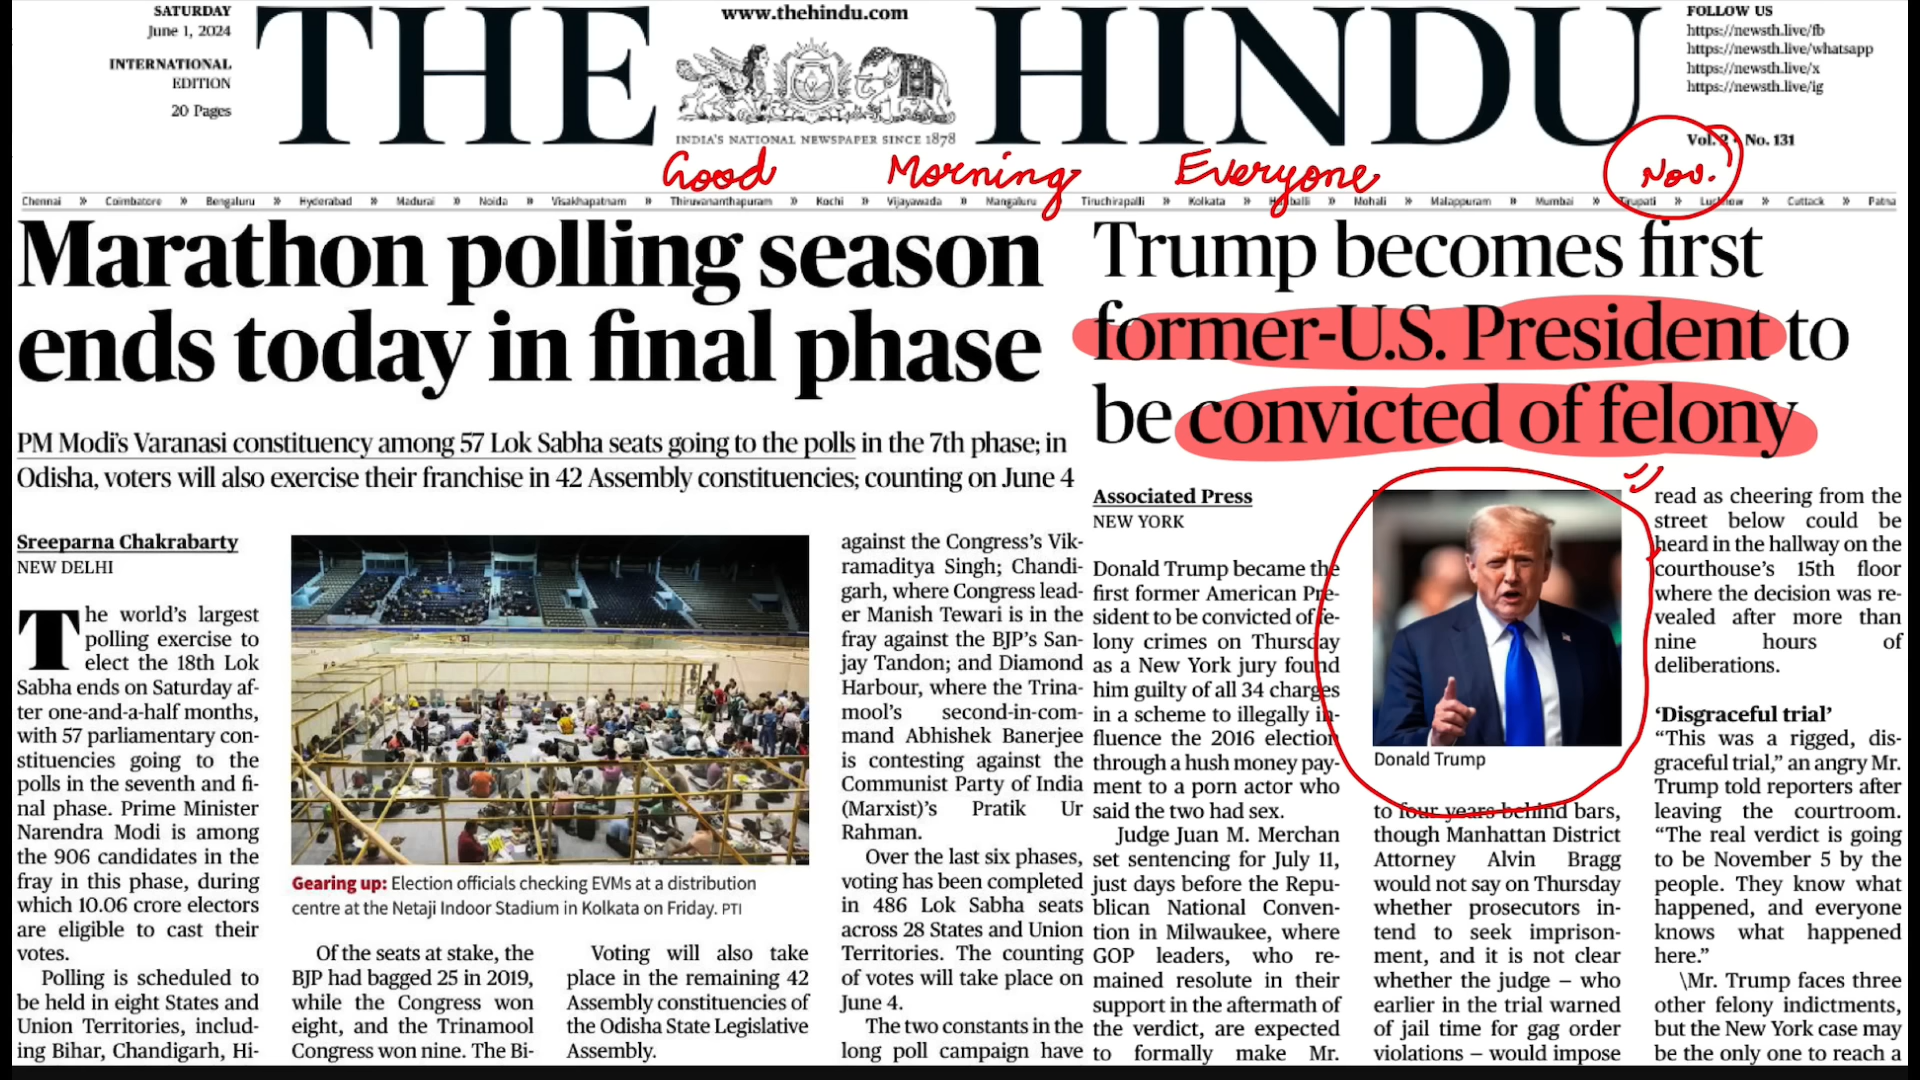 SATURDAY
June 1, 2024
INTERNATIONAL
EDITION
20 Pages
THE HINDU
www.thehindu.com
INDIA'S NATIONAL NEWSPAPER SINCE 1878
FOLLOW US
https://newsth.live/fb
https://newsth.live/whatsapp
https://newsth.live/x
https://newsth.live/ig
Vol. 2 • No. 131
Good Morning Everyone
Nov.
Chennai » Coimbatore » Bengaluru » Hyderabad » Madurai » Noida » Visakhapatnam » Thiruvananthapuram » Kochi » Vijayawada » Mangaluru » Tiruchirapalli » Kolkata » Hubballi » Mohali » Malappuram » Mumbai » Tirupati » Lucknow » Cuttack » Patna
Marathon polling season
ends today in final phase
PM Modi's Varanasi constituency among 57 Lok Sabha seats going to the polls in the 7th phase; in
Odisha, voters will also exercise their franchise in 42 Assembly constituencies; counting on June 4
Sreeparna Chakrabarty
NEW DELHI
The world's largest
polling exercise to
elect the 18th Lok
Sabha ends on Saturday af-
ter one-and-a-half months,
with 57 parliamentary con-
stituencies going to the
polls in the seventh and fi-
nal phase. Prime Minister
Narendra Modi is among
the 906 candidates in the
fray in this phase, during
which 10.06 crore electors
are eligible to cast their
votes.
Polling is scheduled to
be held in eight States and
Union Territories, includ-
ing Bihar, Chandigarh, Hi-
Gearing up: Election officials checking EVMs at a distribution
centre at the Netaji Indoor Stadium in Kolkata on Friday. PTI
Of the seats at stake, the
BJP had bagged 25 in 2019,
while the Congress won
eight, and the Trinamool
Congress won nine. The Bi-
Voting will also take
place in the remaining 42
Assembly constituencies of
the Odisha State Legislative
Assembly.
against the Congress's Vik-
ramaditya Singh; Chandi-
garh, where Congress lead-
er Manish Tewari is in the
fray against the BJP's San-
jay Tandon; and Diamond
Harbour, where the Trina-
mool's second-in-com-
mand Abhishek Banerjee
is contesting against the
Communist Party of India
(Marxist)'s Pratik Ur
Rahman.
Over the last six phases,
voting has been completed
in 486 Lok Sabha seats
across 28 States and Union
Territories. The counting
of votes will take place on
June 4.
The two constants in the
long poll campaign have
Trump becomes first
former-U.S. President to
be convicted of felony
Associated Press
NEW YORK
Donald Trump became the
first former American Pre-
sident to be convicted of fe-
lony crimes on Thursday
as a New York jury found
him guilty of all 34 charges
in a scheme to illegally in-
fluence the 2016 election
through a hush money pay-
ment to a porn actor who
said the two had sex.
Judge Juan M. Merchan
set sentencing for July 11,
just days before the Repu-
blican National Conven-
tion in Milwaukee, where
GOP leaders, who re-
mained resolute in their
support in the aftermath of
the verdict, are expected
to formally make Mr.
Donald Trump
to four years behind bars,
though Manhattan District
Attorney Alvin Bragg
would not say on Thursday
whether prosecutors in-
tend to seek imprison-
ment, and it is not clear
whether the judge – who
earlier in the trial warned
of jail time for gag order
violations – would impose
read as cheering from the
street below could be
heard in the hallway on the
courthouse's 15th floor
where the decision was re-
vealed after more than
nine hours of
deliberations.
'Disgraceful trial'
"This was a rigged, dis-
graceful trial," an angry Mr.
Trump told reporters after
leaving the courtroom.
"The real verdict is going
to be November 5 by the
people. They know what
happened, and everyone
knows what happened
here."
\Mr. Trump faces three
other felony indictments,
but the New York case may
be the only one to reach a